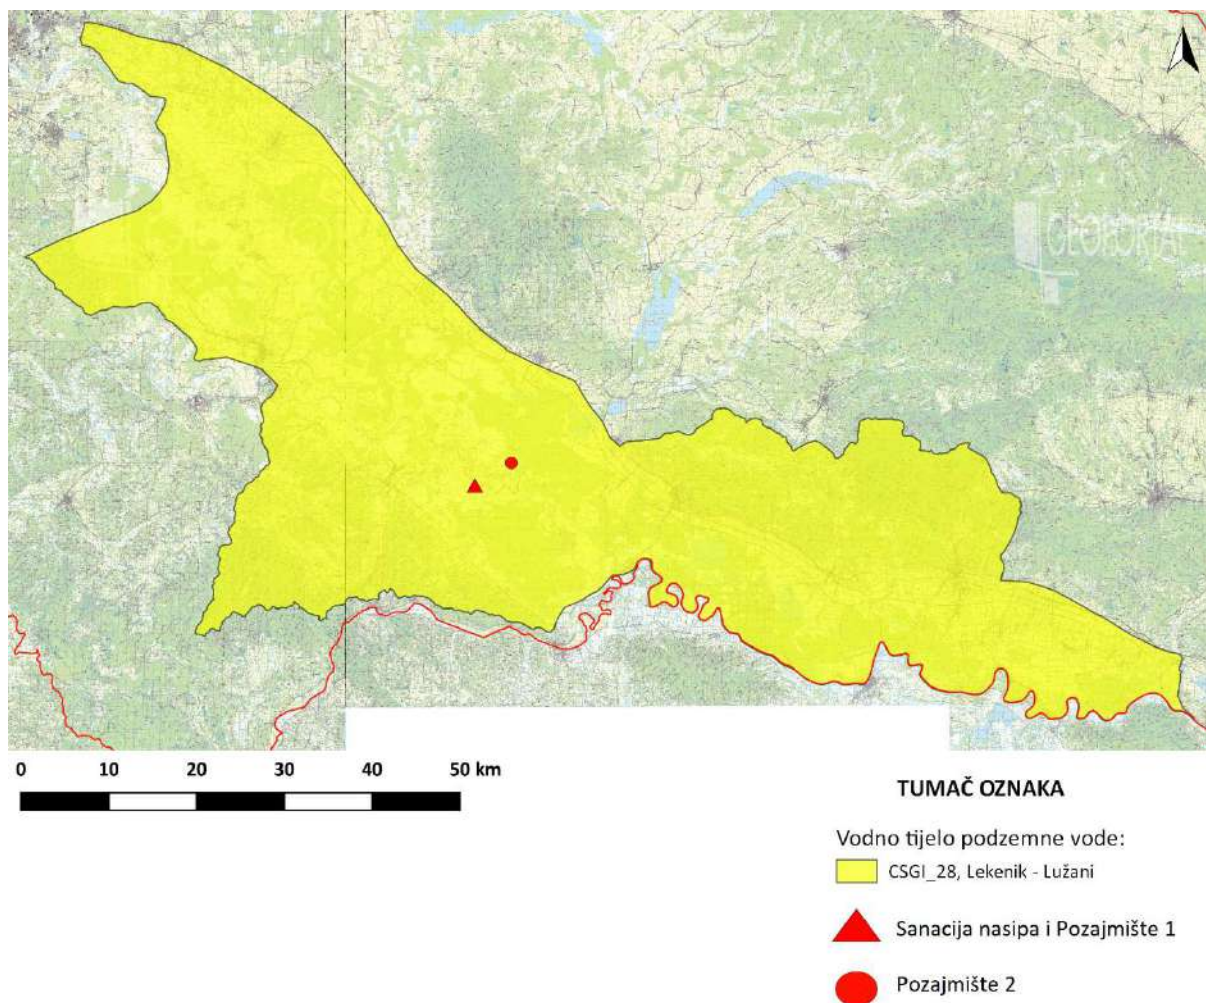 GEOPORTAL
0 10 20 30 40 50 km
TUMAČ OZNAKA
Vodno tijelo podzemne vode:
CSGI_28, Lekenik - Lužani
Sanacija nasipa i Pozajmište 1
Pozajmište 2